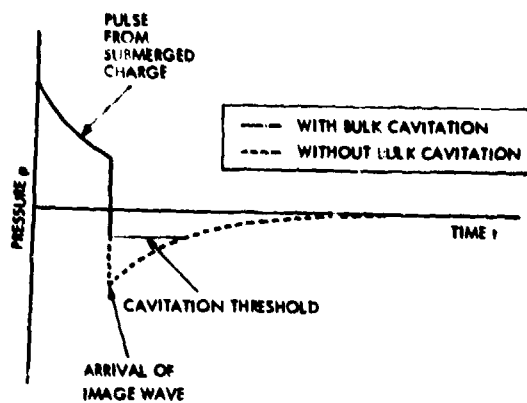 PULSE
FROM
SUBMERGED
CHARGE
WITH BULK CAVITATION
WITHOUT BULK CAVITATION
PRESSURE p
TIME t
CAVITATION THRESHOLD
ARRIVAL OF
IMAGE WAVE